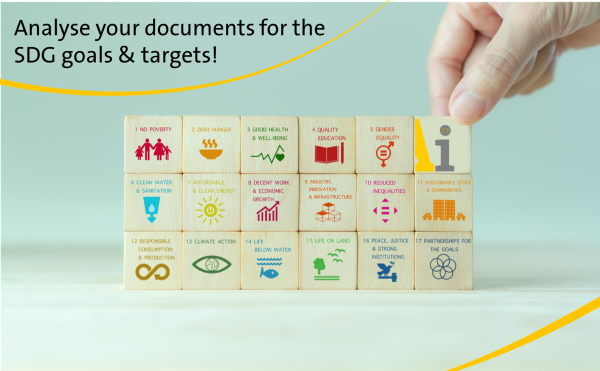 Analyse your documents for the
SDG goals & targets!
1 NO POVERTY
2 ZERO HUNGER
3 GOOD HEALTH
& WELL-BEING
4 QUALITY
EDUCATION
5 GENDER
EQUALITY
Ai
6 CLEAN WATER
& SANITATION
7 AFFORDABLE
& CLEAN ENERGY
8 DECENT WORK
& ECONOMIC
GROWTH
9 INDUSTRY,
INNOVATION
& INFRASTRUCTURE
10 REDUCED
INEQUALITIES
11 SUSTAINABLE CITIES
& COMMUNITIES
12 RESPONSIBLE
CONSUMPTION
& PRODUCTION
13 CLIMATE ACTION
14 LIFE
BELOW WATER
15 LIFE ON LAND
16 PEACE, JUSTICE
& STRONG
INSTITUTIONS
17 PARTNERSHIPS FOR
THE GOALS